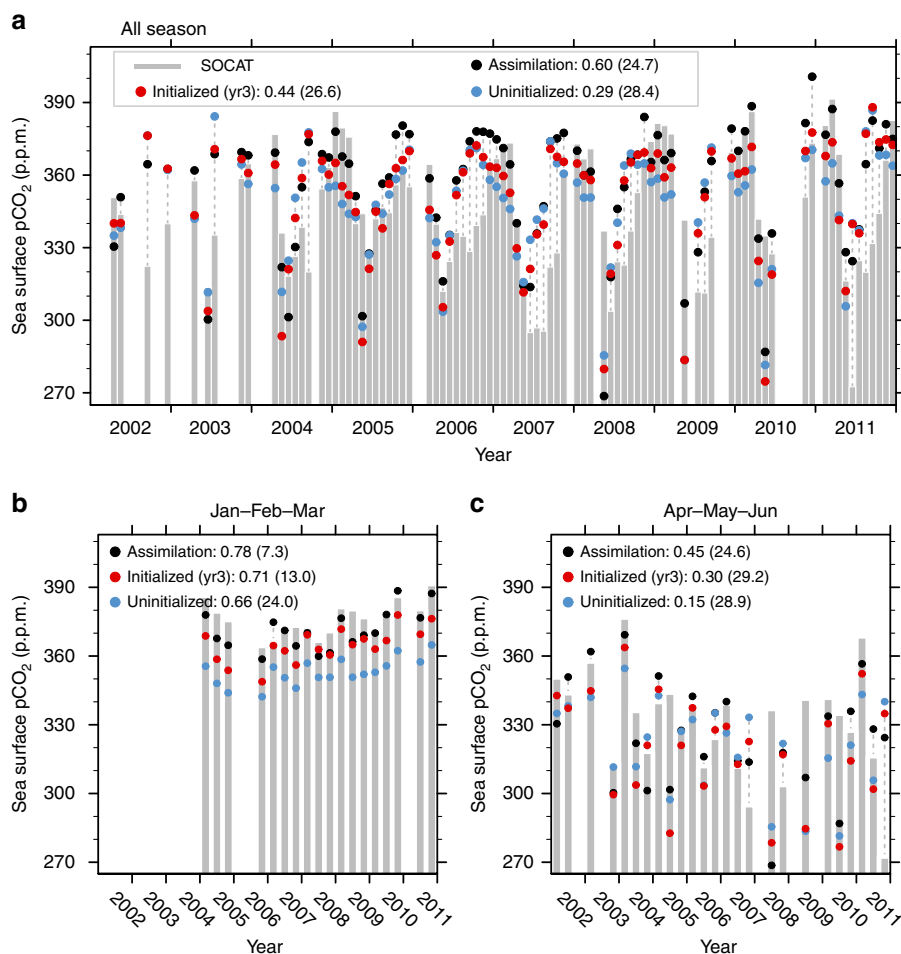 a
All season
SOCAT
Assimilation: 0.60 (24.7)
Initialized (yr3): 0.44 (26.6)
Uninitialized: 0.29 (28.4)
Sea surface pCO₂ (p.p.m.)
390
360
330
300
270
2002 2003 2004 2005 2006 2007 2008 2009 2010 2011
Year
b
Jan–Feb–Mar
Assimilation: 0.78 (7.3)
Initialized (yr3): 0.71 (13.0)
Uninitialized: 0.66 (24.0)
Sea surface pCO₂ (p.p.m.)
390
360
330
300
270
2002 2003 2004 2005 2006 2007 2008 2009 2010 2011
Year
c
Apr–May–Jun
Assimilation: 0.45 (24.6)
Initialized (yr3): 0.30 (29.2)
Uninitialized: 0.15 (28.9)
Sea surface pCO₂ (p.p.m.)
390
360
330
300
270
2002 2003 2004 2005 2006 2007 2008 2009 2010 2011
Year